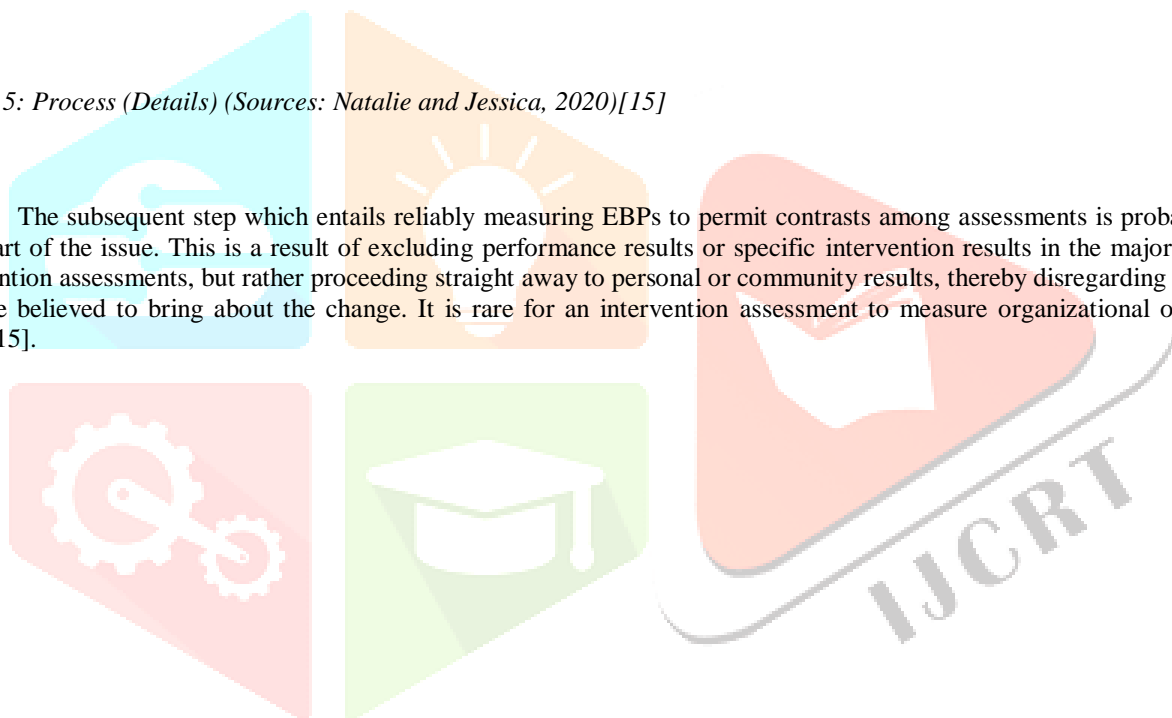 5: Process (Details) (Sources: Natalie and Jessica, 2020)[15]
The subsequent step which entails reliably measuring EBPs to permit contrasts among assessments is proba
art of the issue. This is a result of excluding performance results or specific intervention results in the major
ntion assessments, but rather proceeding straight away to personal or community results, thereby disregarding
e believed to bring about the change. It is rare for an intervention assessment to measure organizational o
15].
IJCRT